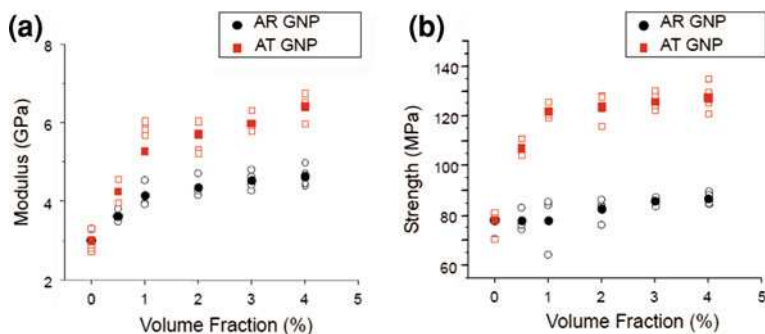 (a)
AR GNP
AT GNP
8
6
4
2
Modulus (GPa)
0 1 2 3 4 5
Volume Fraction (%)
(b)
AR GNP
AT GNP
140
120
100
80
60
Strength (MPa)
0 1 2 3 4 5
Volume Fraction (%)